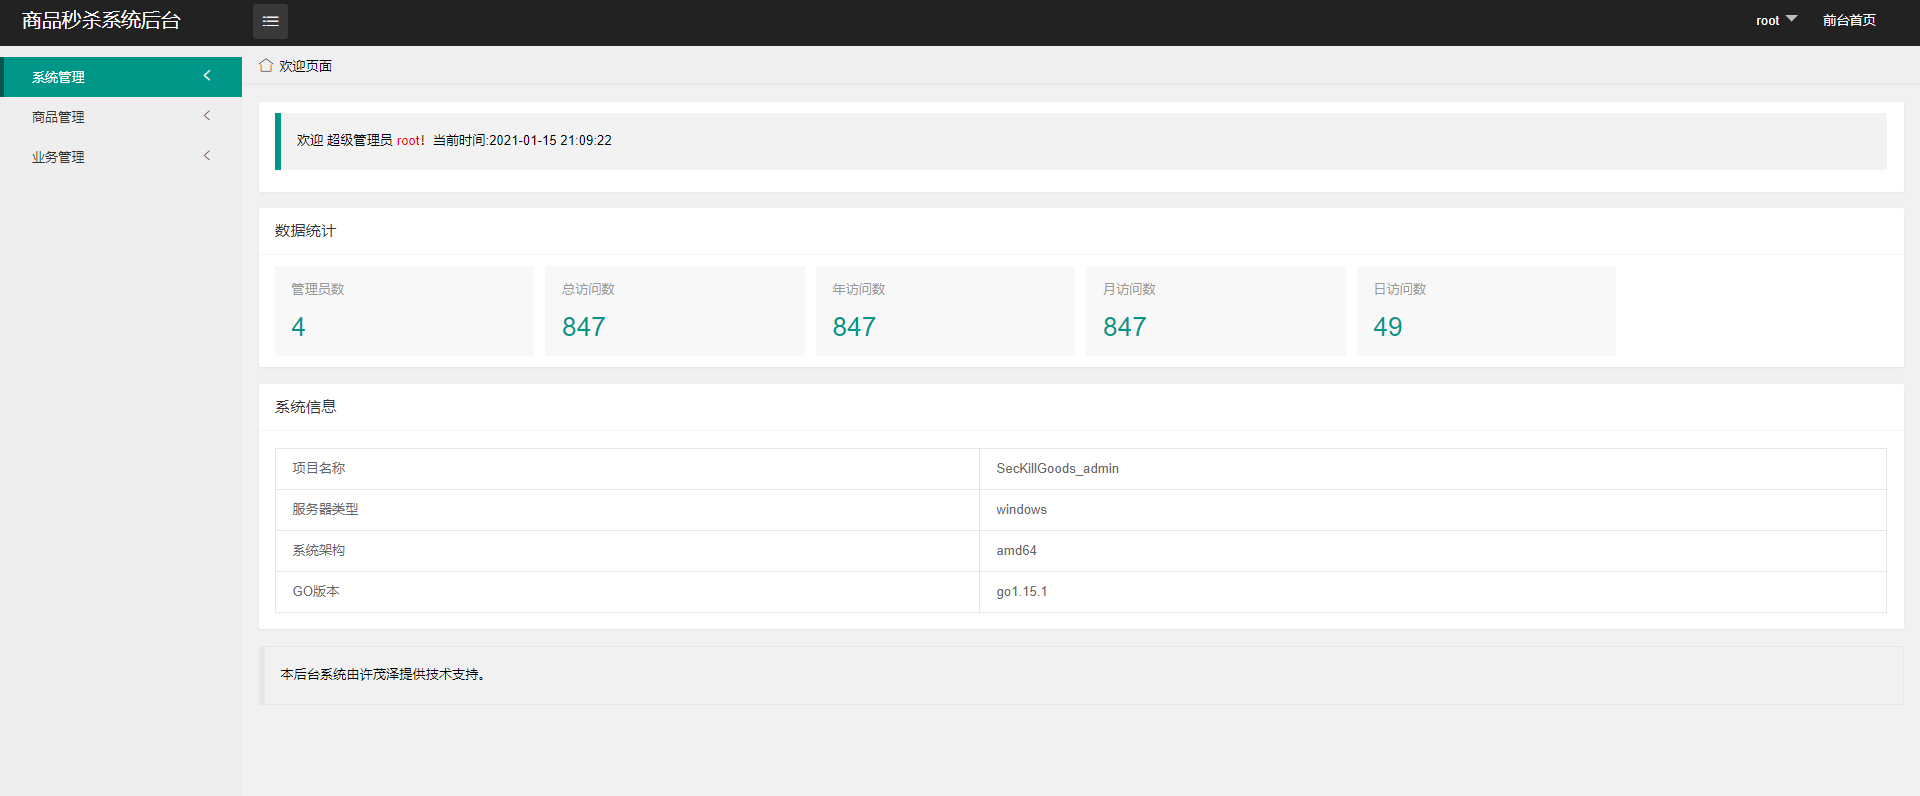 商品秒杀系统后台
root
前台首页
系统管理
商品管理
业务管理
欢迎页面
欢迎 超级管理员 root！当前时间:2021-01-15 21:09:22
数据统计
管理员数
4
总访问数
847
年访问数
847
月访问数
847
日访问数
49
系统信息
项目名称 SecKillGoods_admin
服务器类型 windows
系统架构 amd64
GO版本 go1.15.1
本后台系统由许茂泽提供技术支持。